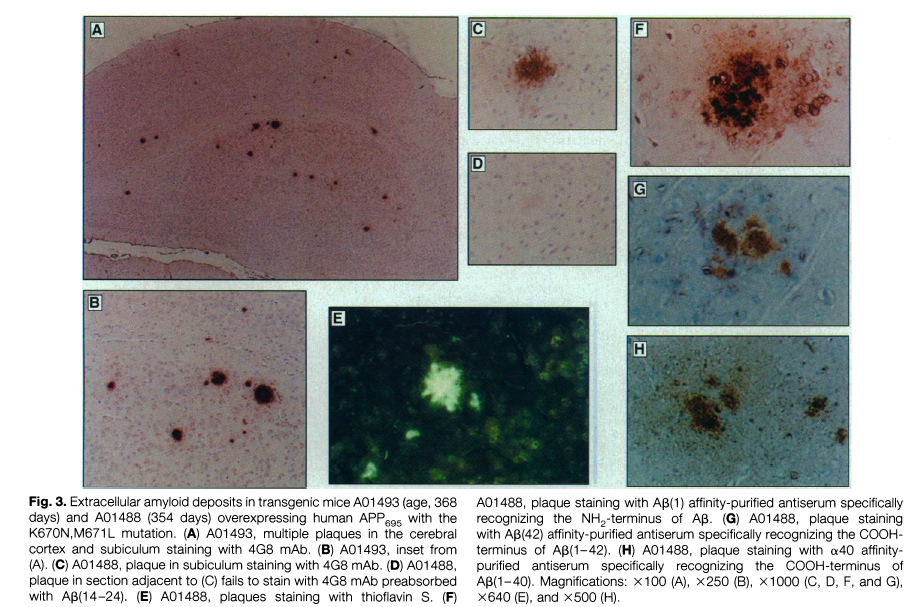 A
C
F
D
G
B
E
H
Fig. 3. Extracellular amyloid deposits in transgenic mice A01493 (age, 368
days) and A01488 (354 days) overexpressing human APP695 with the
K670N,M671L mutation. (A) A01493, multiple plaques in the cerebral
cortex and subiculum staining with 4G8 mAb. (B) A01493, inset from
(A). (C) A01488, plaque in subiculum staining with 4G8 mAb. (D) A01488,
plaque in section adjacent to (C) fails to stain with 4G8 mAb preabsorbed
with Aβ(14–24). (E) A01488, plaques staining with thioflavin S. (F)
A01488, plaque staining with Aβ(1) affinity-purified antiserum specifically
recognizing the NH2-terminus of Aβ. (G) A01488, plaque staining
with Aβ(42) affinity-purified antiserum specifically recognizing the COOH-
terminus of Aβ(1–42). (H) A01488, plaque staining with α40 affinity-
purified antiserum specifically recognizing the COOH-terminus of
Aβ(1–40). Magnifications: ×100 (A), ×250 (B), ×1000 (C, D, F, and G),
×640 (E), and ×500 (H).